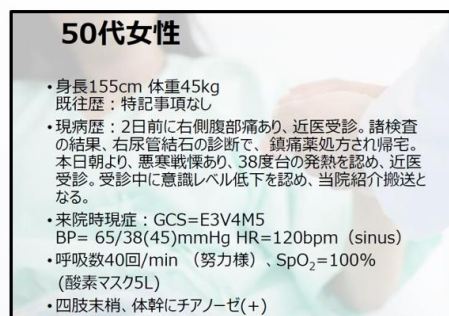 50代女性
•身長155cm 体重45kg
既往歴：特記事項なし
•現病歴：2日前に右側腹部痛あり、近医受診。諸検査
の結果、右尿管結石の診断で、鎮痛薬処方され帰宅。
本日朝より、悪寒戦慄あり、38度台の発熱を認め、近医
受診。受診中に意識レベル低下を認め、当院紹介搬送と
なる。
•来院時現症：GCS=E3V4M5
BP= 65/38(45)mmHg HR=120bpm（sinus）
•呼吸数40回/min （努力様）、SpO₂=100%
(酸素マスク5L)
•四肢末梢、体幹にチアノーゼ(+)